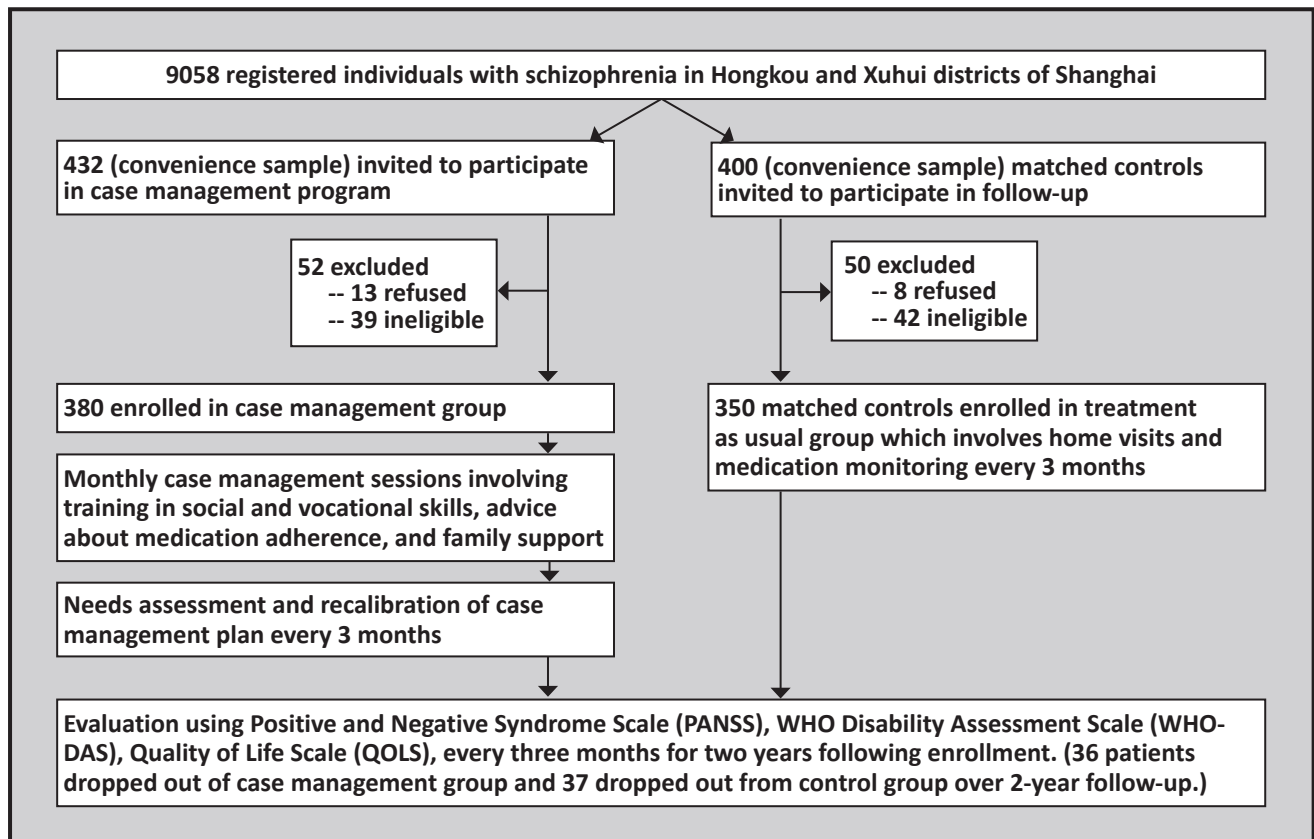 9058 registered individuals with schizophrenia in Hongkou and Xuhui districts of Shanghai
432 (convenience sample) invited to participate
in case management program
400 (convenience sample) matched controls
invited to participate in follow-up
52 excluded
-- 13 refused
-- 39 ineligible
50 excluded
-- 8 refused
-- 42 ineligible
380 enrolled in case management group
350 matched controls enrolled in treatment
as usual group which involves home visits and
medication monitoring every 3 months
Monthly case management sessions involving
training in social and vocational skills, advice
about medication adherence, and family support
Needs assessment and recalibration of case
management plan every 3 months
Evaluation using Positive and Negative Syndrome Scale (PANSS), WHO Disability Assessment Scale (WHO-
DAS), Quality of Life Scale (QOLS), every three months for two years following enrollment. (36 patients
dropped out of case management group and 37 dropped out from control group over 2-year follow-up.)